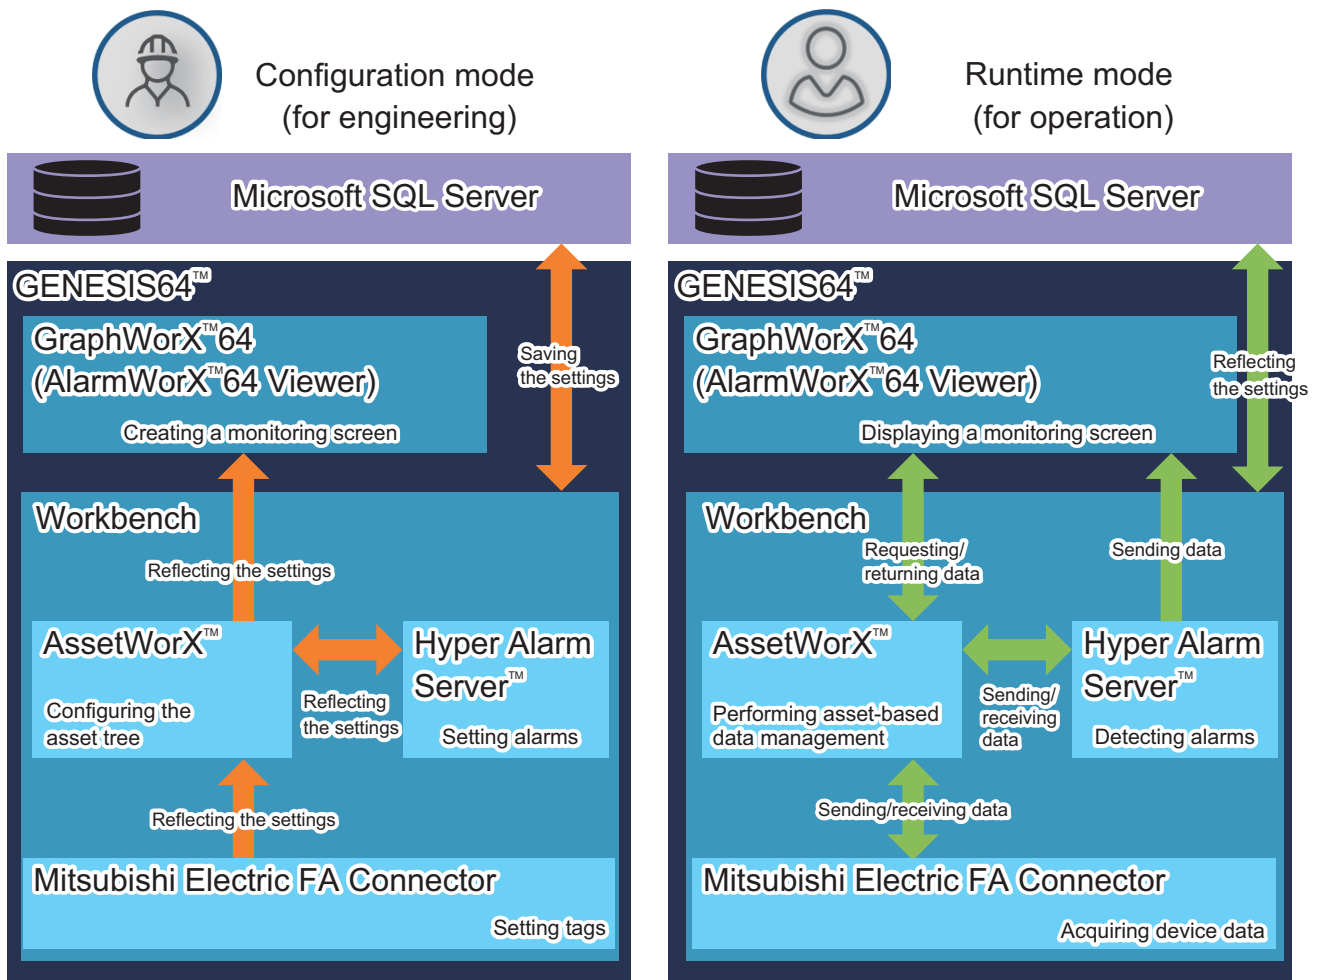 Configuration mode
(for engineering)
Microsoft SQL Server
GENESIS64™
GraphWorX™64
(AlarmWorX™64 Viewer)
Creating a monitoring screen
Saving
the settings
Workbench
Reflecting the settings
AssetWorX™
Configuring the
asset tree
Reflecting
the settings
Hyper Alarm
Server™
Setting alarms
Reflecting the settings
Mitsubishi Electric FA Connector
Setting tags
Runtime mode
(for operation)
Microsoft SQL Server
GENESIS64™
GraphWorX™64
(AlarmWorX™64 Viewer)
Displaying a monitoring screen
Reflecting
the settings
Workbench
Requesting/
returning data
Sending data
AssetWorX™
Performing asset-based
data management
Sending/
receiving
data
Hyper Alarm
Server™
Detecting alarms
Sending/receiving data
Mitsubishi Electric FA Connector
Acquiring device data